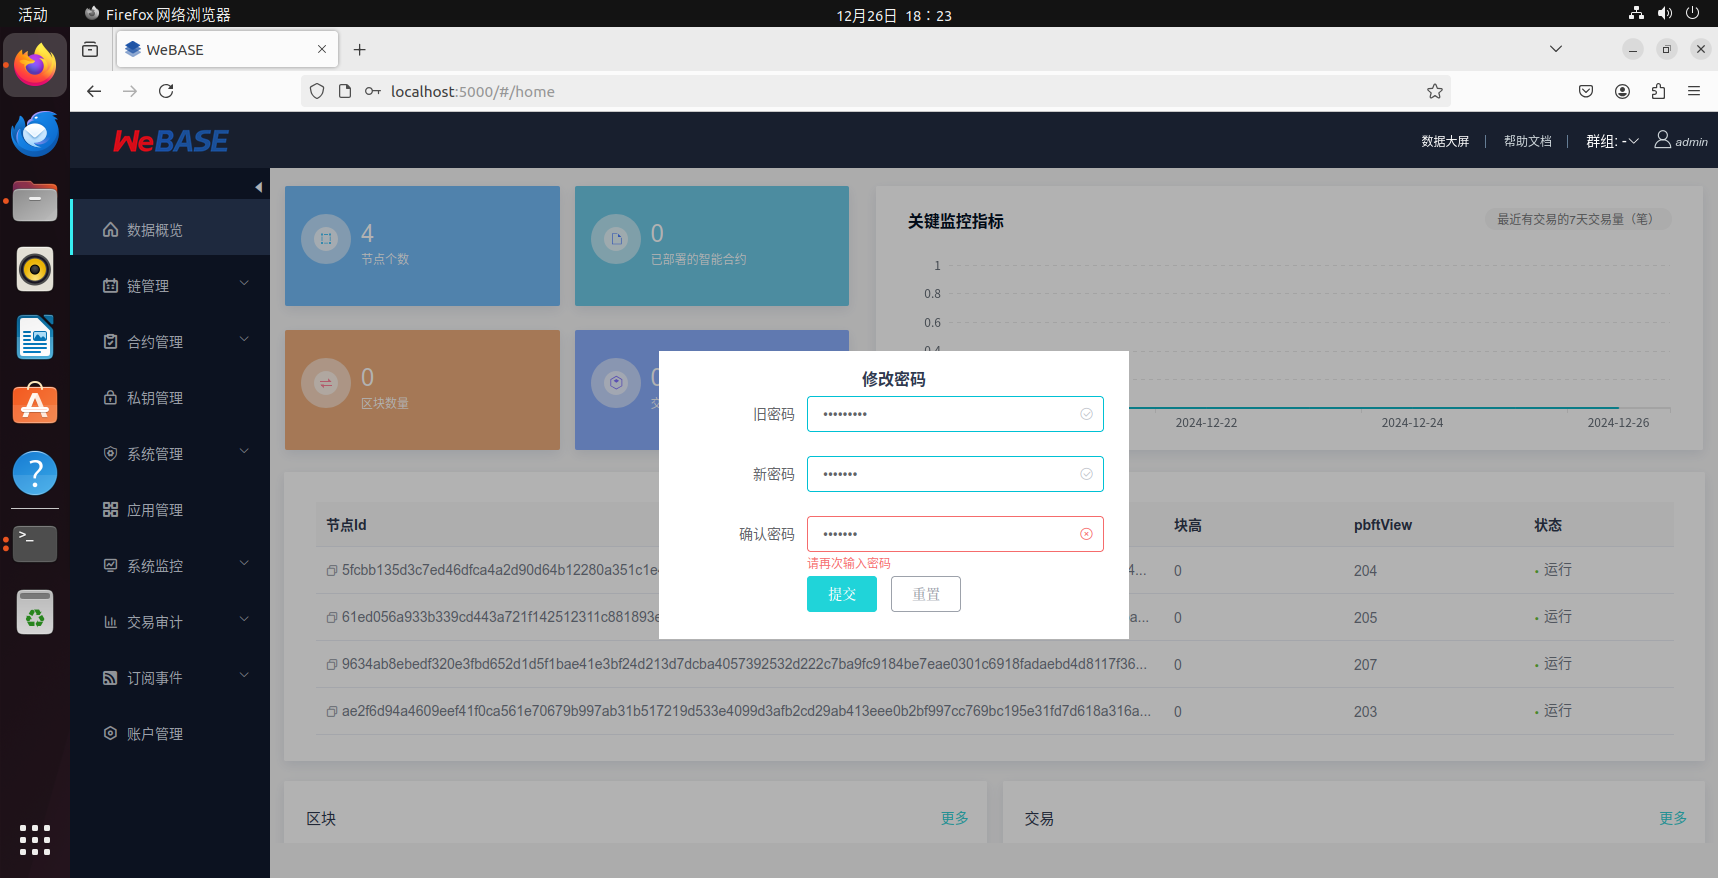 活动
Firefox 网络浏览器
12月26日 18：23
WeBASE
localhost:5000/#/home
WeBASE
数据大屏
帮助文档
群组: -
admin
数据概览
链管理
合约管理
私钥管理
系统管理
应用管理
系统监控
交易审计
订阅事件
账户管理
4
节点个数
0
已部署的智能合约
0
区块数量
0
交
关键监控指标
最近有交易的7天交易量（笔）
1
0.8
0.6
0.4
2024-12-22
2024-12-24
2024-12-26
修改密码
旧密码
新密码
确认密码
请再次输入密码
提交
重置
节点Id
块高
pbftView
状态
5fcbb135d3c7ed46dfca4a2d90d64b12280a351c1e
4...
0
204
运行
61ed056a933b339cd443a721f142512311c881893e
a...
0
205
运行
9634ab8ebedf320e3fbd652d1d5f1bae41e3bf24d213d7dcba4057392532d222c7ba9fc9184be7eae0301c6918fadaebd4d8117f36...
0
207
运行
ae2f6d94a4609eef41f0ca561e70679b997ab31b517219d533e4099d3afb2cd29ab413eee0b2bf997cc769bc195e31fd7d618a316a...
0
203
运行
区块
更多
交易
更多